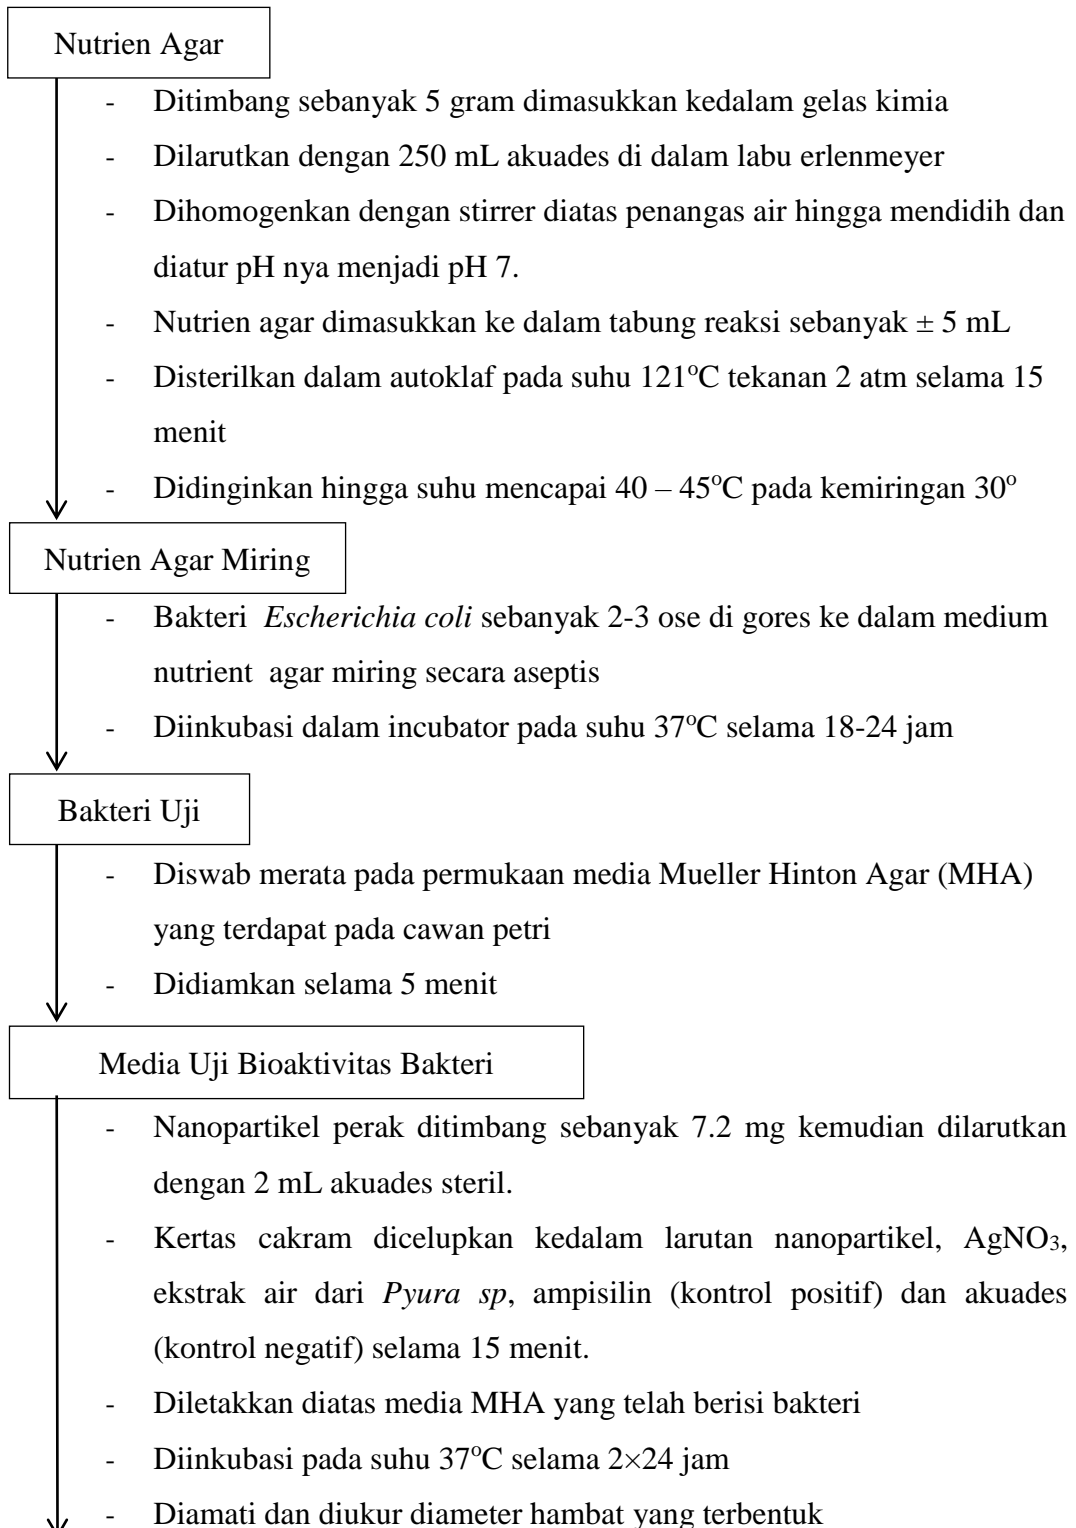 Nutrien Agar
- Ditimbang sebanyak 5 gram dimasukkan kedalam gelas kimia
- Dilarutkan dengan 250 mL akuades di dalam labu erlenmeyer
- Dihomogenkan dengan stirrer diatas penangas air hingga mendidih dan
diatur pH nya menjadi pH 7.
- Nutrien agar dimasukkan ke dalam tabung reaksi sebanyak ± 5 mL
- Disterilkan dalam autoklaf pada suhu 121°C tekanan 2 atm selama 15
menit
- Didinginkan hingga suhu mencapai 40 – 45°C pada kemiringan 30°
Nutrien Agar Miring
- Bakteri Escherichia coli sebanyak 2-3 ose di gores ke dalam medium
nutrient agar miring secara aseptis
- Diinkubasi dalam incubator pada suhu 37°C selama 18-24 jam
Bakteri Uji
- Diswab merata pada permukaan media Mueller Hinton Agar (MHA)
yang terdapat pada cawan petri
- Didiamkan selama 5 menit
Media Uji Bioaktivitas Bakteri
- Nanopartikel perak ditimbang sebanyak 7.2 mg kemudian dilarutkan
dengan 2 mL akuades steril.
- Kertas cakram dicelupkan kedalam larutan nanopartikel, AgNO₃,
ekstrak air dari Pyura sp, ampisilin (kontrol positif) dan akuades
(kontrol negatif) selama 15 menit.
- Diletakkan diatas media MHA yang telah berisi bakteri
- Diinkubasi pada suhu 37°C selama 2×24 jam
- Diamati dan diukur diameter hambat yang terbentuk